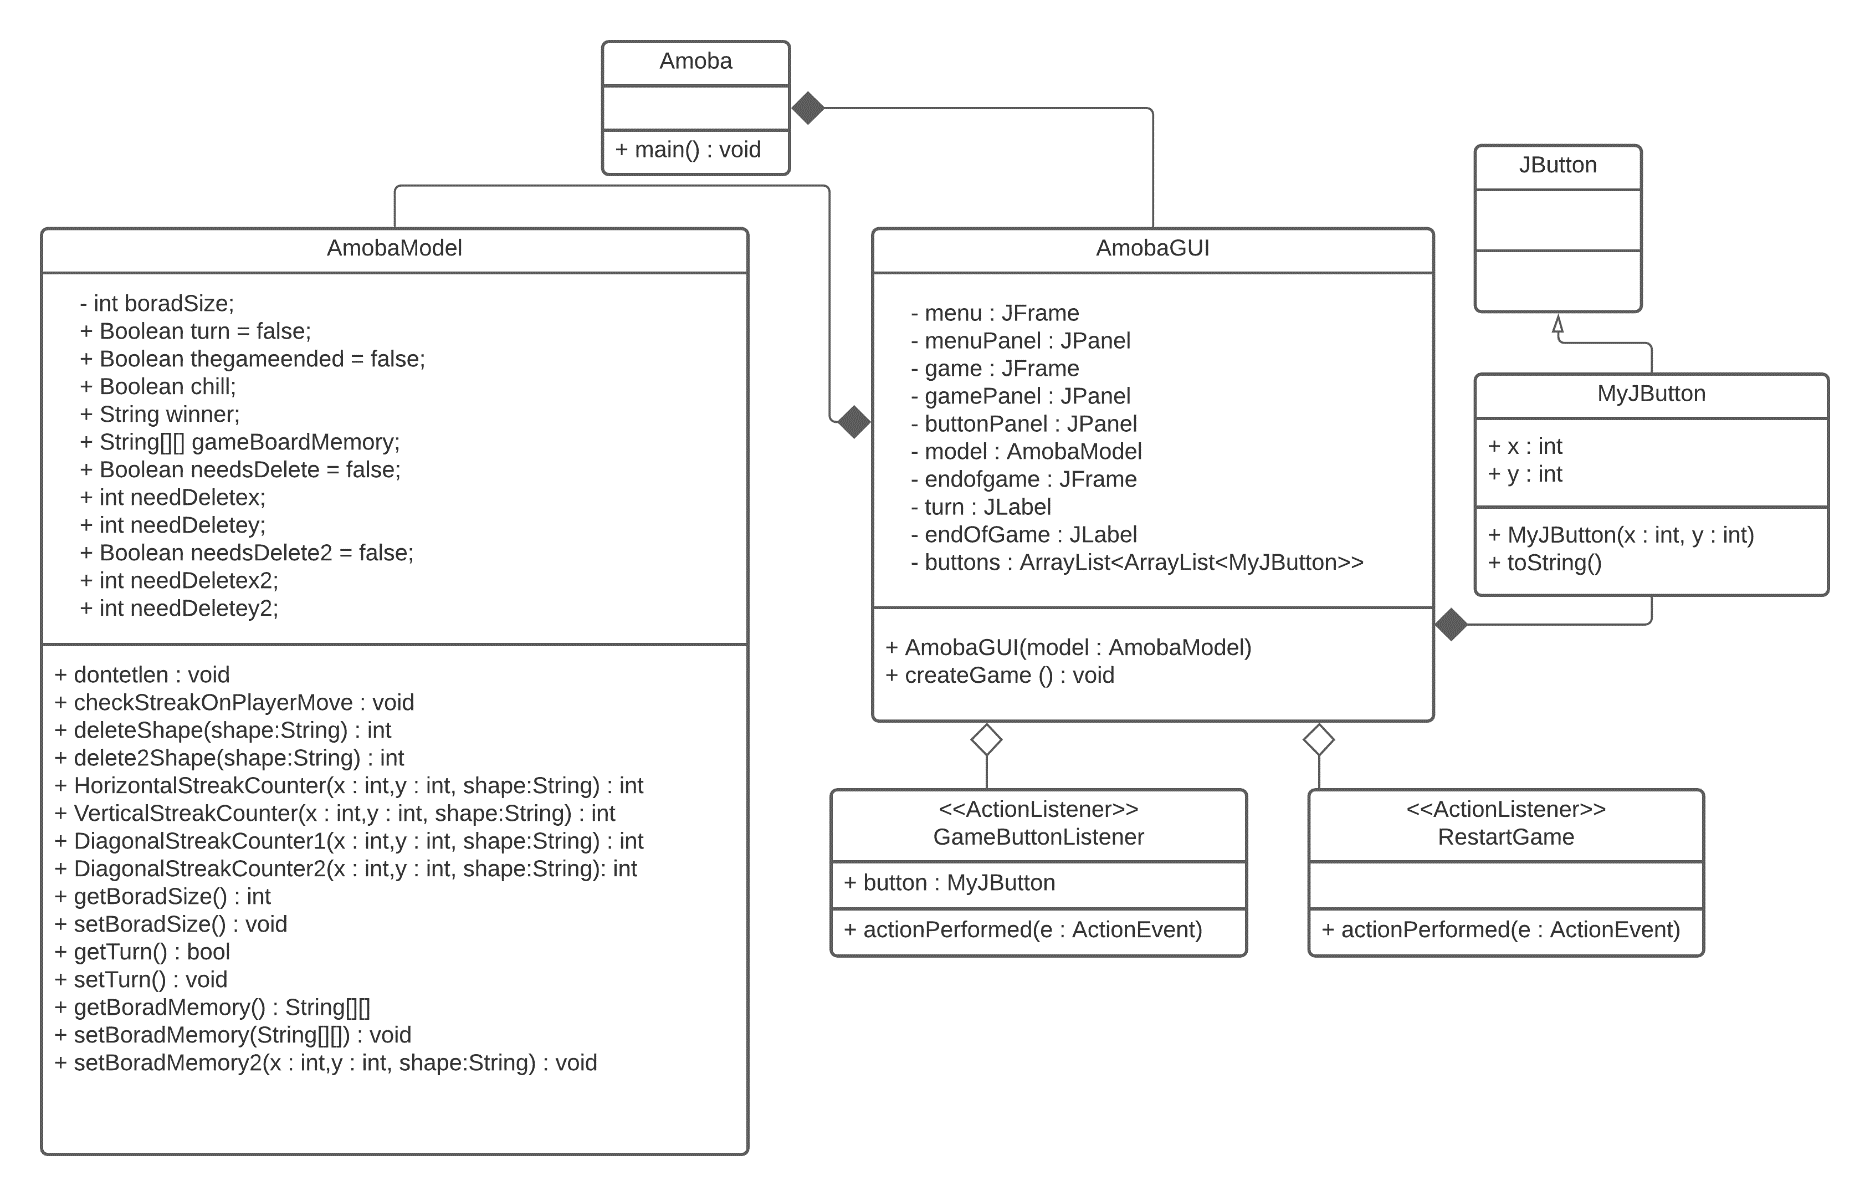 Amoba
+ main() : void
JButton
AmobaModel
- int boradSize;
+ Boolean turn = false;
+ Boolean thegameended = false;
+ Boolean chill;
+ String winner;
+ String[][] gameBoardMemory;
+ Boolean needsDelete = false;
+ int needDeletex;
+ int needDeletey;
+ Boolean needsDelete2 = false;
+ int needDeletex2;
+ int needDeletey2;
+ dontetlen : void
+ checkStreakOnPlayerMove : void
+ deleteShape(shape:String) : int
+ delete2Shape(shape:String) : int
+ HorizontalStreakCounter(x : int,y : int, shape:String) : int
+ VerticalStreakCounter(x : int,y : int, shape:String) : int
+ DiagonalStreakCounter1(x : int,y : int, shape:String) : int
+ DiagonalStreakCounter2(x : int,y : int, shape:String): int
+ getBoradSize() : int
+ setBoradSize() : void
+ getTurn() : bool
+ setTurn() : void
+ getBoradMemory() : String[][]
+ setBoradMemory(String[][]) : void
+ setBoradMemory2(x : int,y : int, shape:String) : void
AmobaGUI
- menu : JFrame
- menuPanel : JPanel
- game : JFrame
- gamePanel : JPanel
- buttonPanel : JPanel
- model : AmobaModel
- endofgame : JFrame
- turn : JLabel
- endOfGame : JLabel
- buttons : ArrayList<ArrayList<MyJButton>>
+ AmobaGUI(model : AmobaModel)
+ createGame () : void
MyJButton
+ x : int
+ y : int
+ MyJButton(x : int, y : int)
+ toString()
<<ActionListener>>
GameButtonListener
+ button : MyJButton
+ actionPerformed(e : ActionEvent)
<<ActionListener>>
RestartGame
+ actionPerformed(e : ActionEvent)